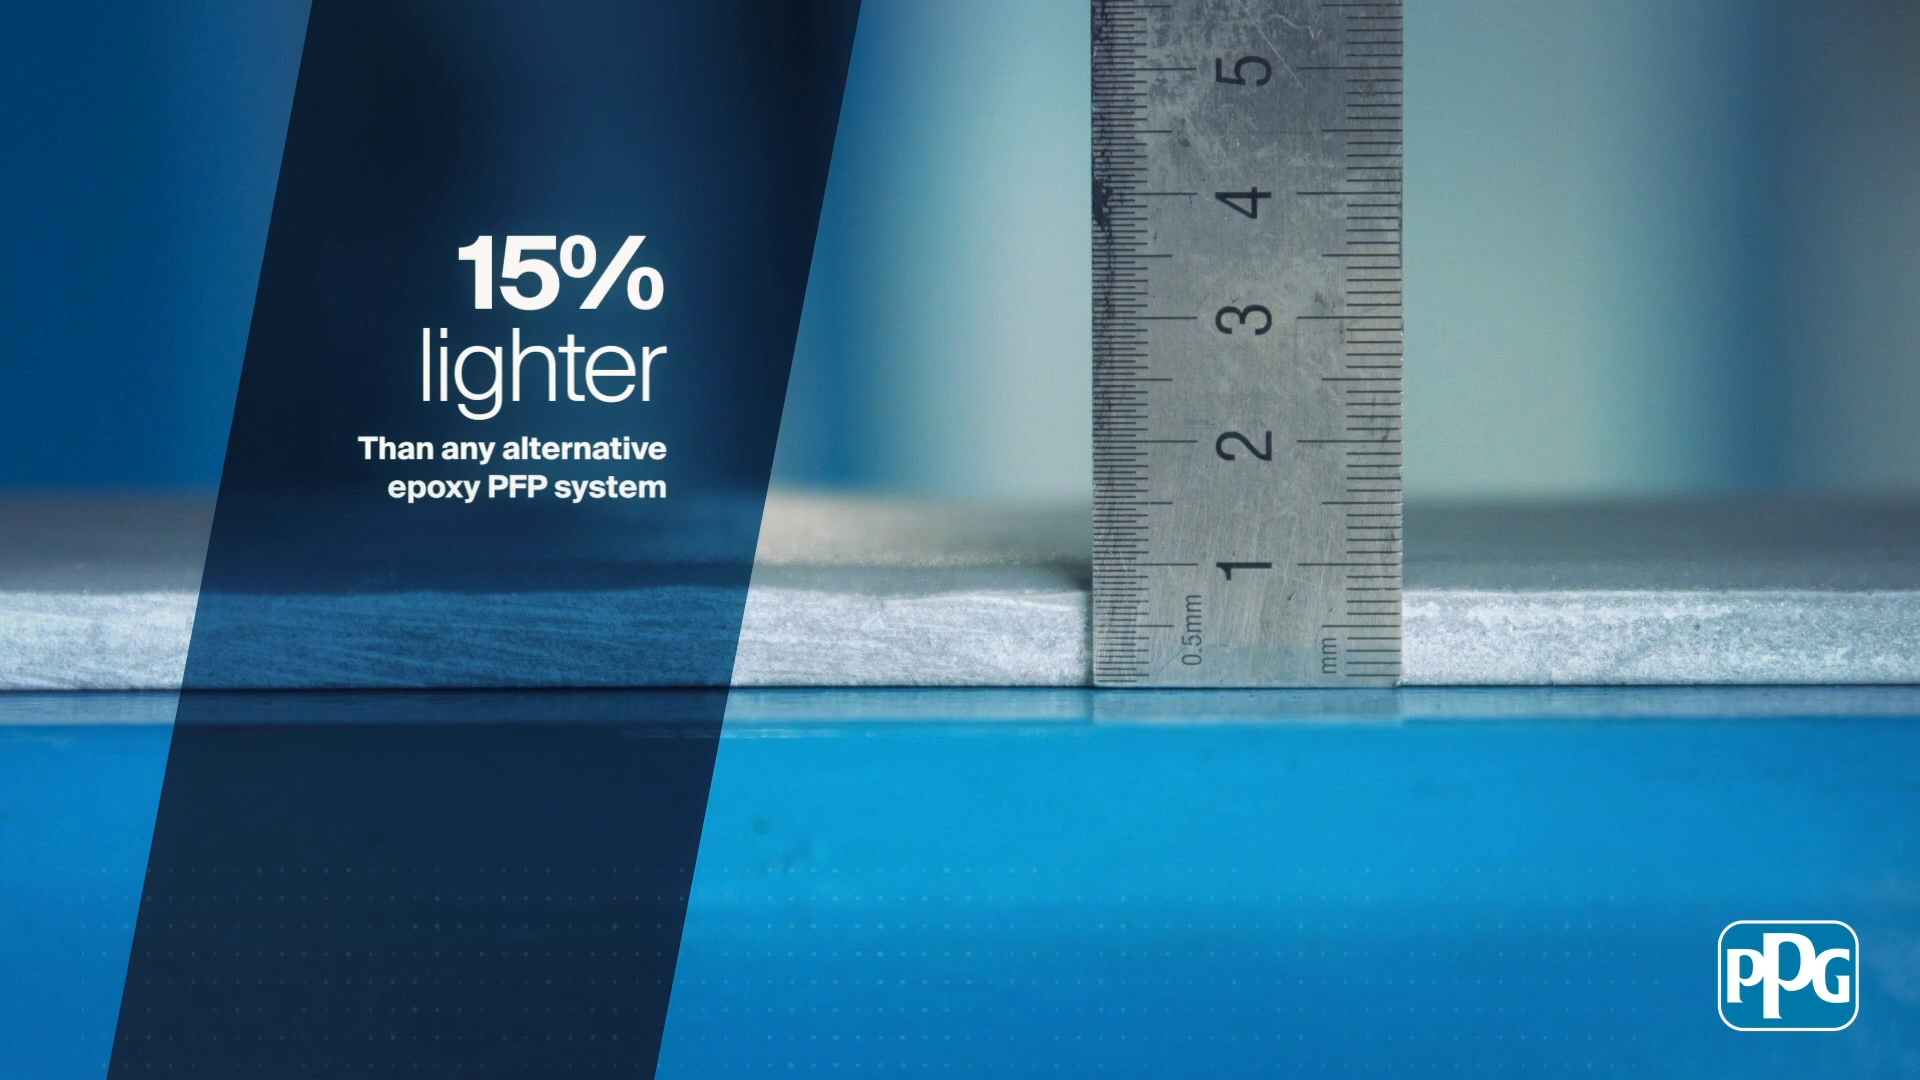 15%
lighter
Than any alternative
epoxy PFP system
5
4
3
2
1
0.5mm
mm
PPG